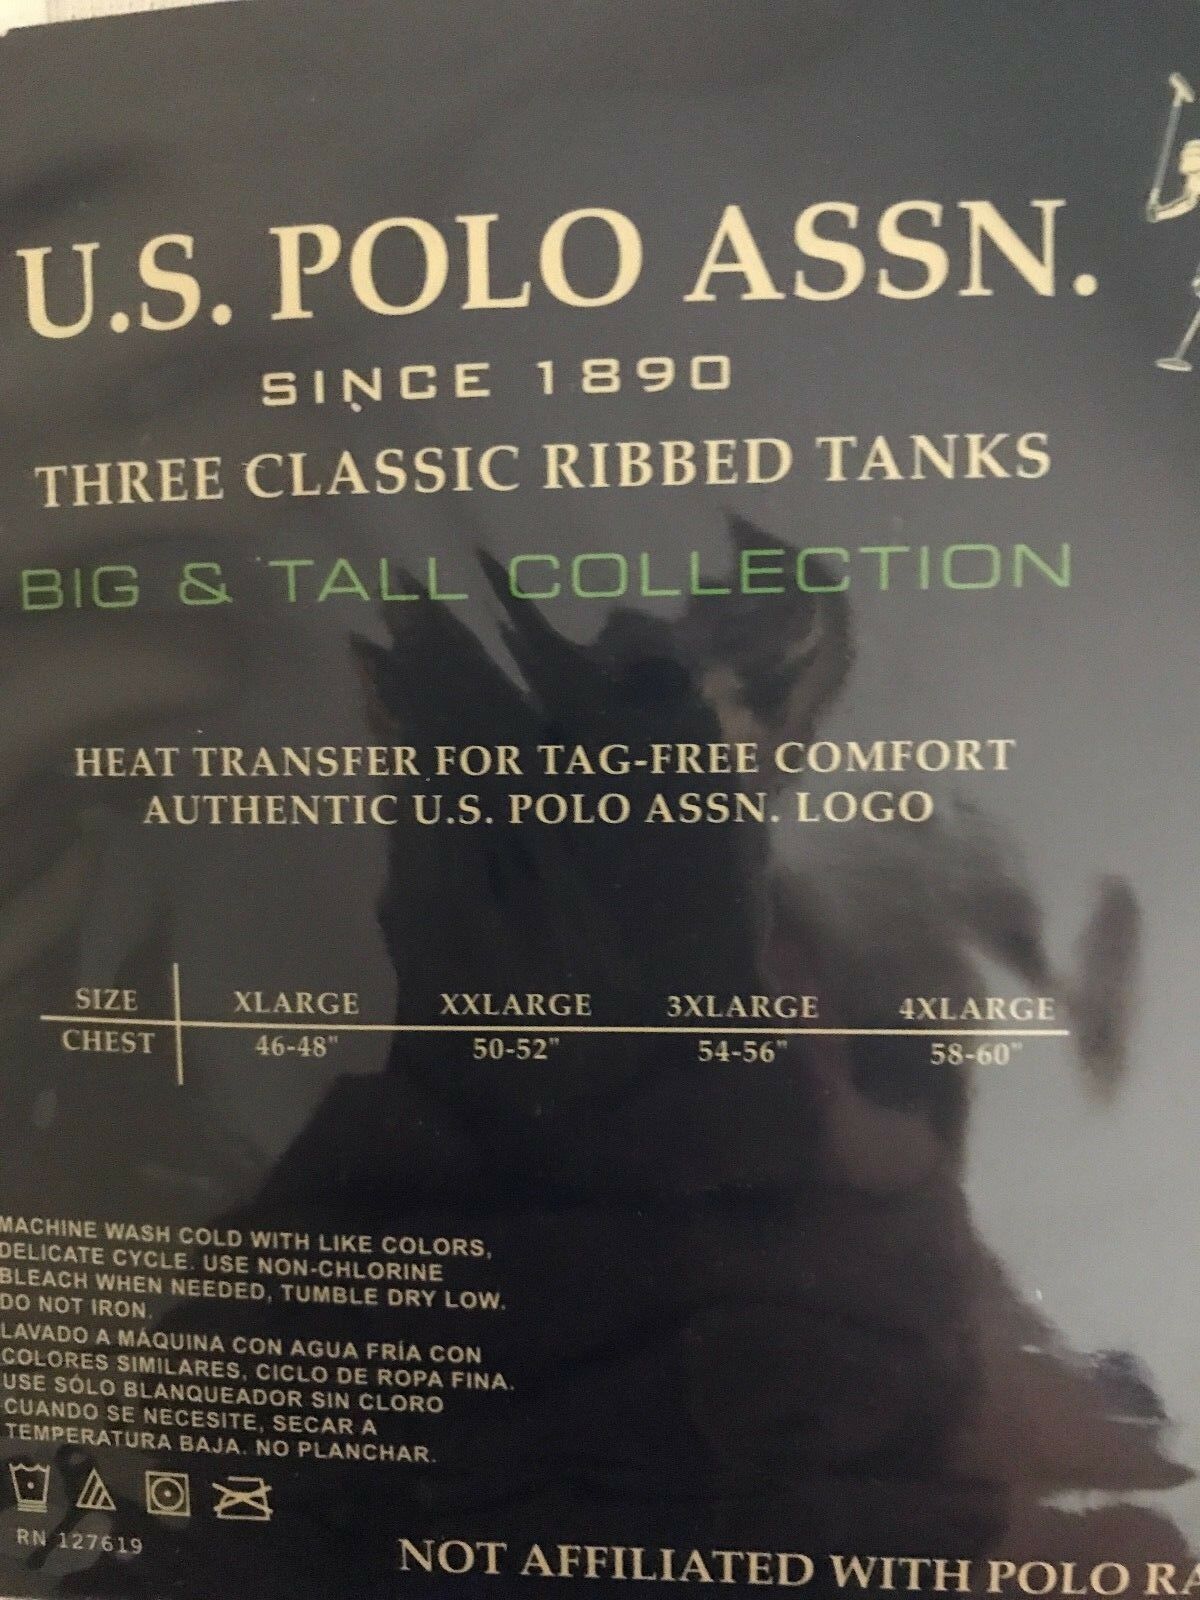 U.S. POLO ASSN.
SINCE 1890
THREE CLASSIC RIBBED TANKS
BIG & TALL COLLECTION
HEAT TRANSFER FOR TAG-FREE COMFORT
AUTHENTIC U.S. POLO ASSN. LOGO
SIZE XLARGE XXLARGE 3XLARGE 4XLARGE
CHEST 46-48" 50-52" 54-56" 58-60"
MACHINE WASH COLD WITH LIKE COLORS,
DELICATE CYCLE. USE NON-CHLORINE
BLEACH WHEN NEEDED, TUMBLE DRY LOW.
DO NOT IRON.
LAVADO A MÁQUINA CON AGUA FRÍA CON
COLORES SIMILARES, CICLO DE ROPA FINA.
USE SÓLO BLANQUEADOR SIN CLORO
CUANDO SE NECESITE, SECAR A
TEMPERATURA BAJA. NO PLANCHAR.
RN 127619
NOT AFFILIATED WITH POLO RA